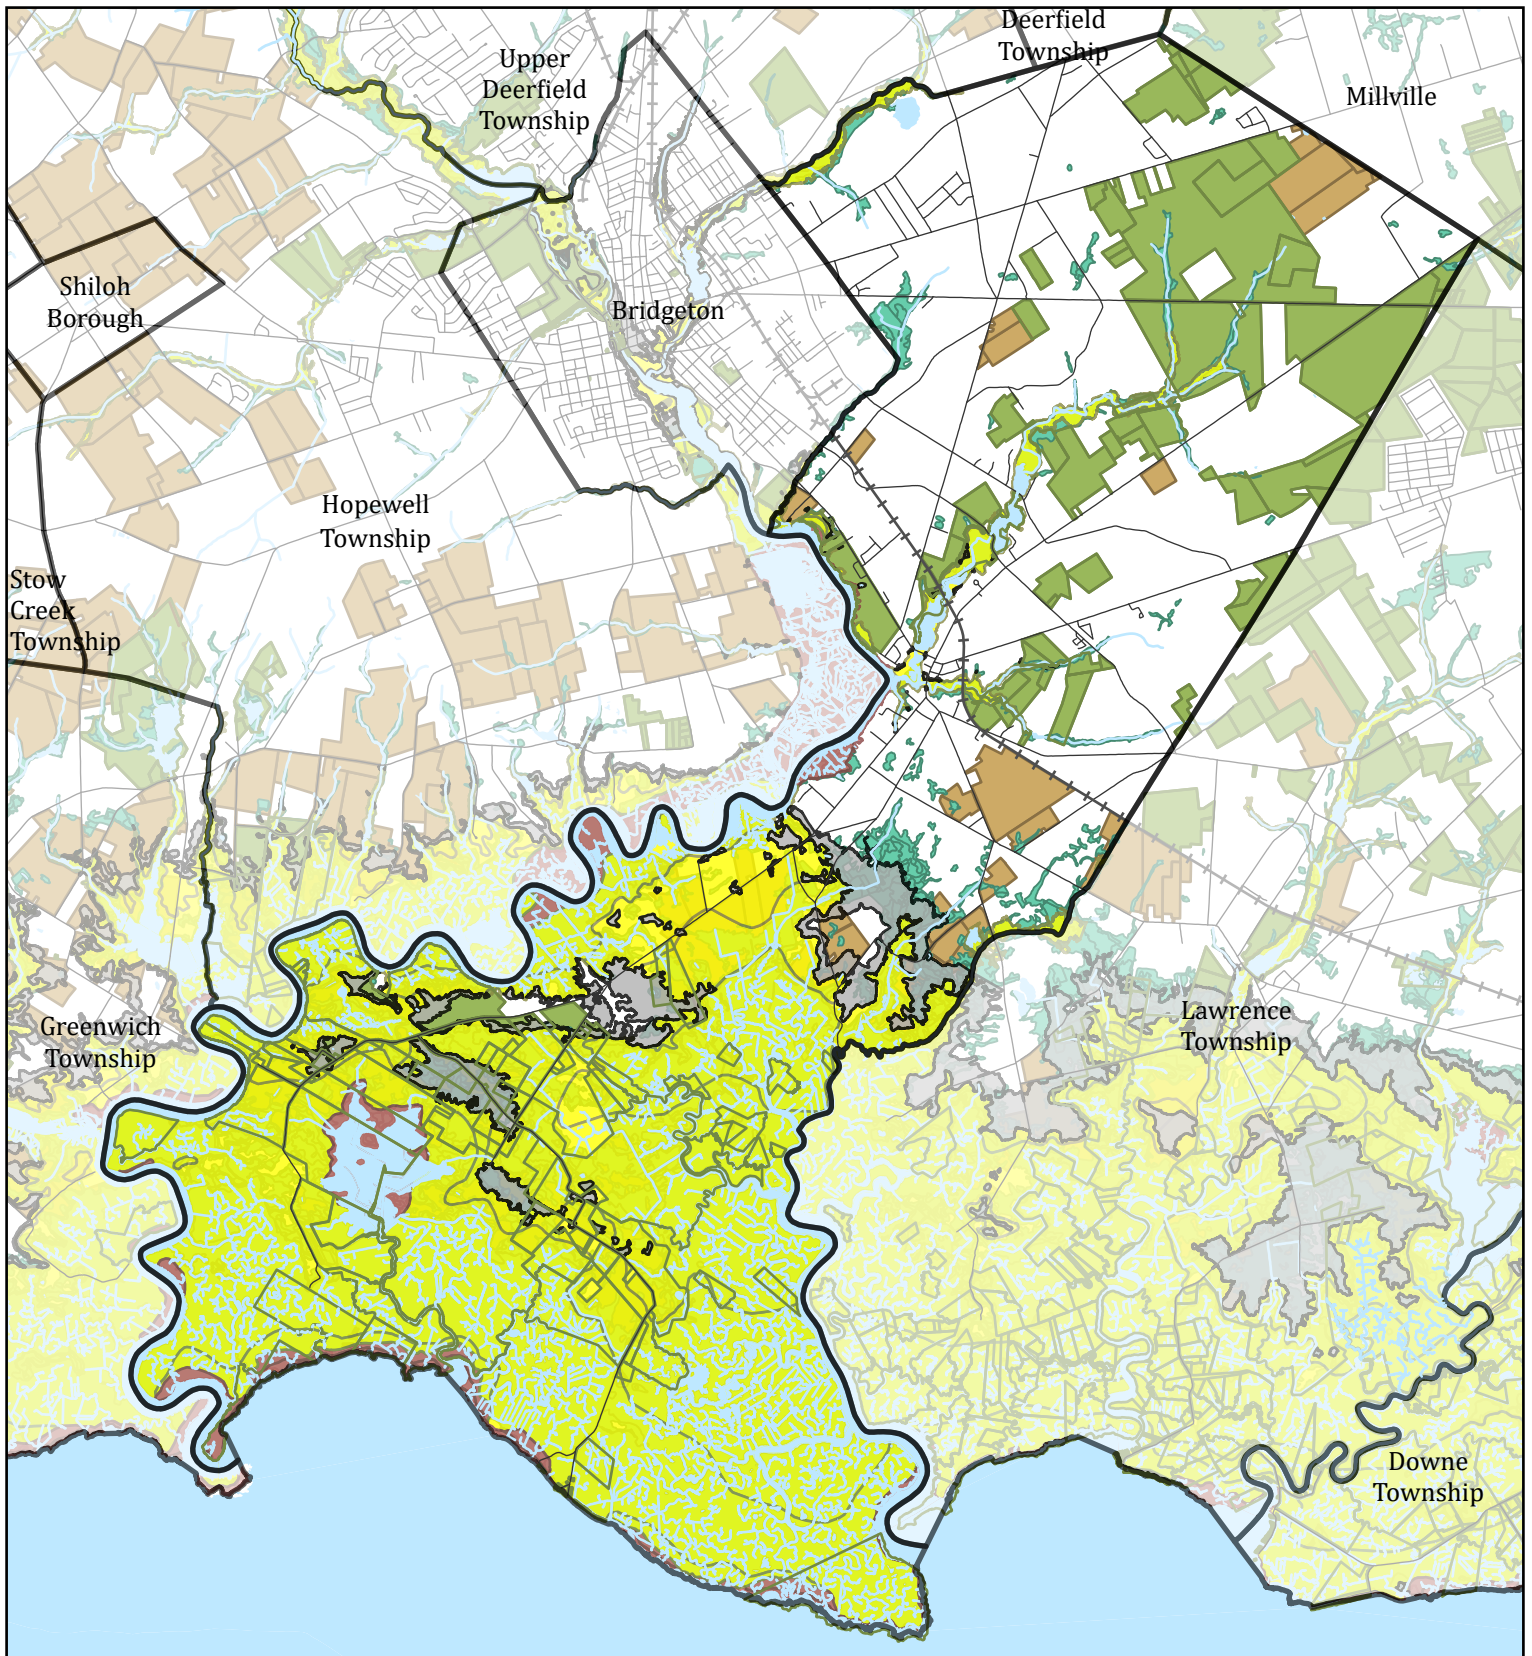 Deerfield
Township
Upper
Deerfield
Township
Millville
Shiloh
Borough
Bridgeton
Hopewell
Township
Stow
Creek
Township
Greenwich
Township
Lawrence
Township
Downe
Township